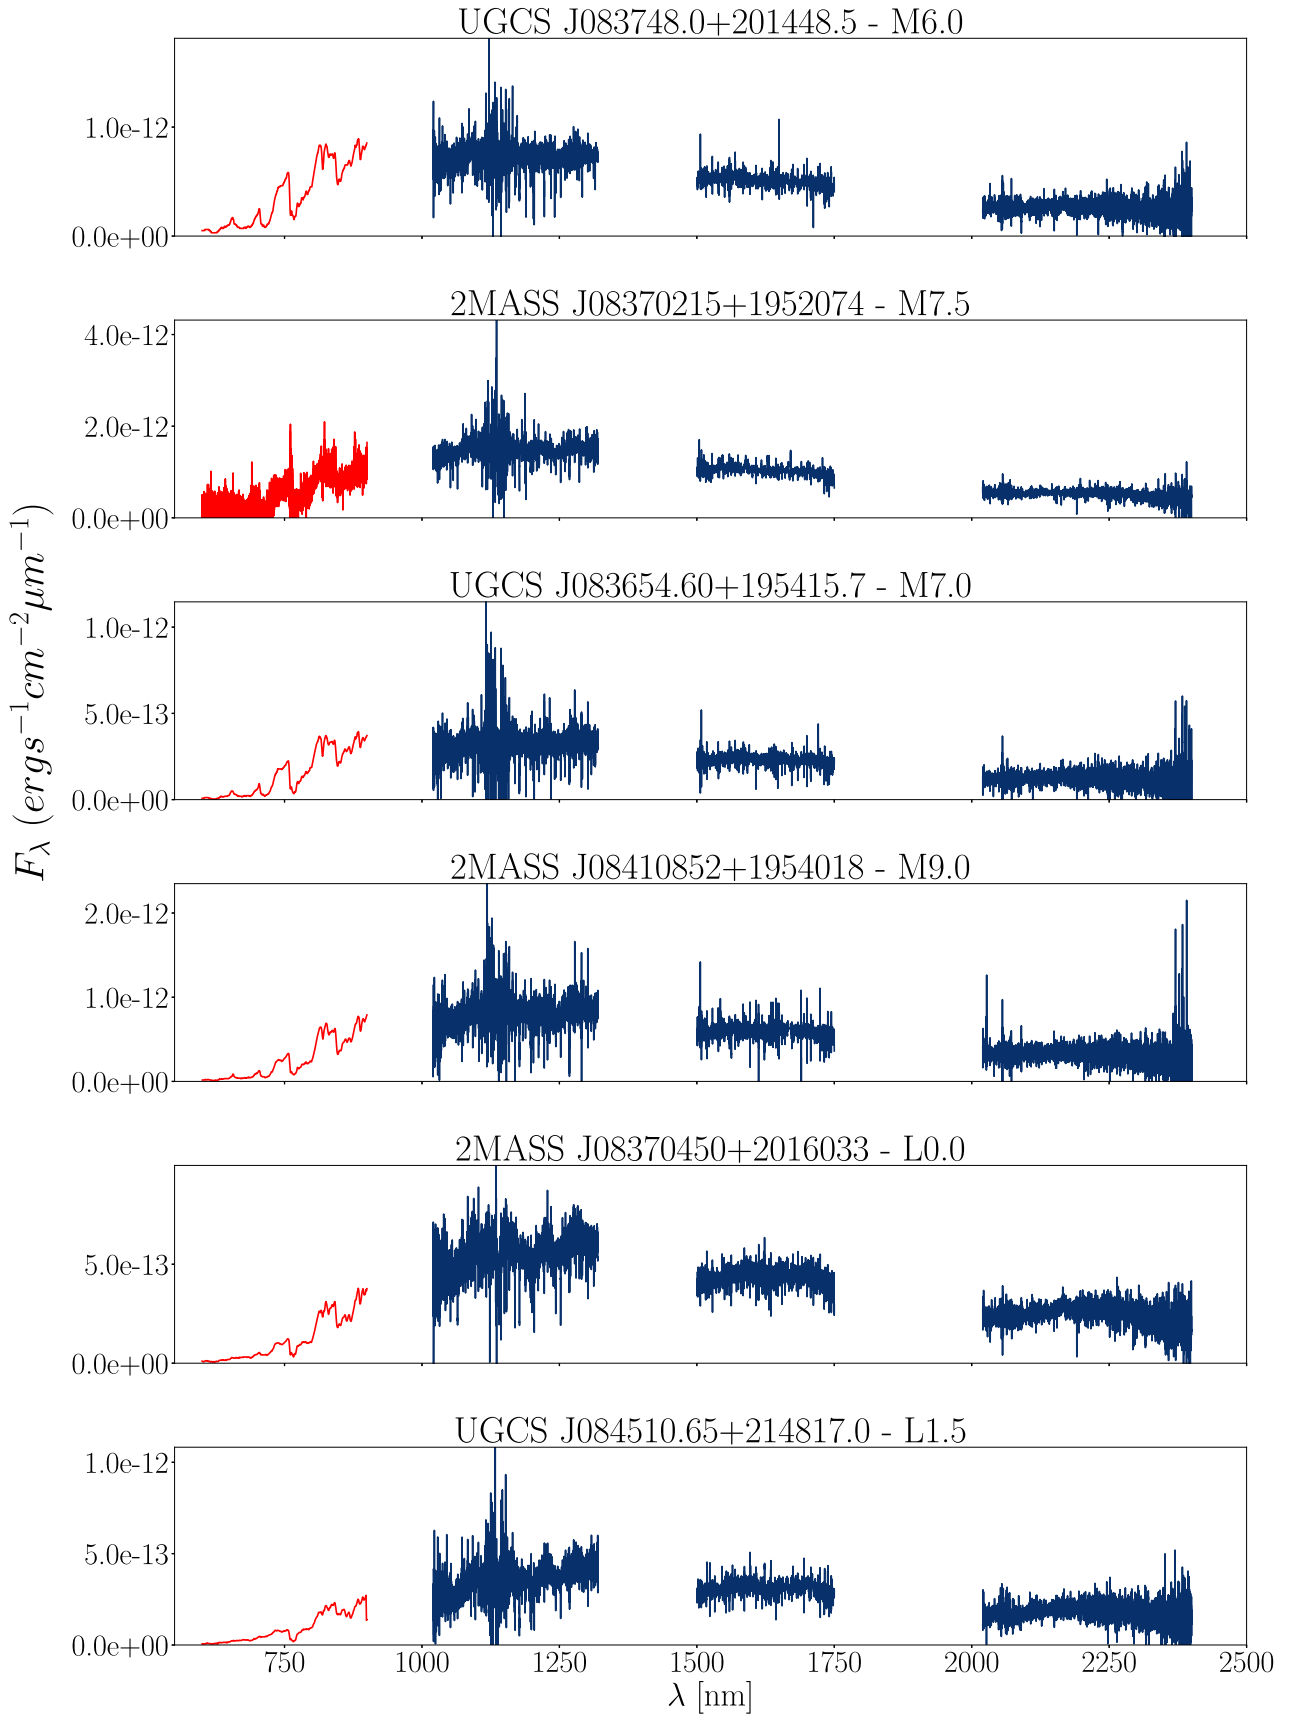 UGCS J083748.0+201448.5 - M6.0
1.0e-12
0.0e+00
2MASS J08370215+1952074 - M7.5
4.0e-12
2.0e-12
0.0e+00
UGCS J083654.60+195415.7 - M7.0
1.0e-12
5.0e-13
0.0e+00
F_λ (ergs⁻¹cm⁻²μm⁻¹)
2MASS J08410852+1954018 - M9.0
2.0e-12
1.0e-12
0.0e+00
2MASS J08370450+2016033 - L0.0
5.0e-13
0.0e+00
UGCS J084510.65+214817.0 - L1.5
1.0e-12
5.0e-13
0.0e+00
750 1000 1250 1500 1750 2000 2250 2500
λ [nm]